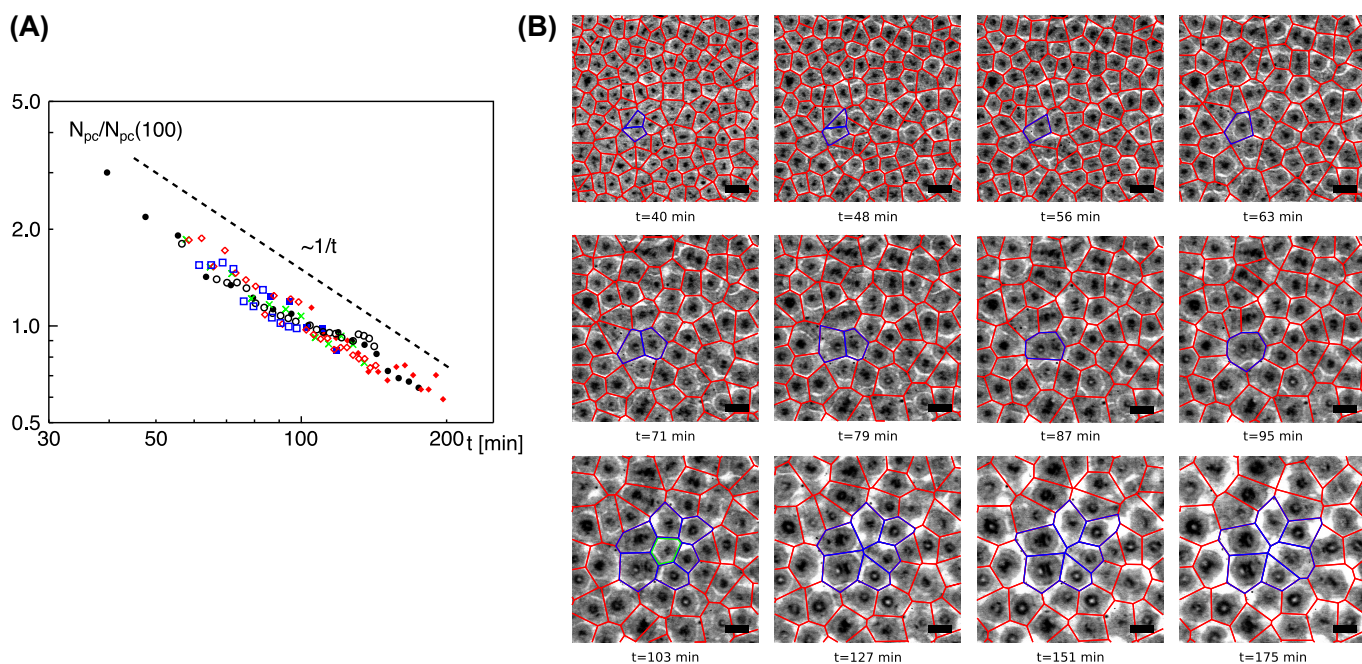 (A)
(B)
5.0
N_pc/N_pc(100)
2.0
~1/t
1.0
0.5
30 50 100 200 t [min]
t=40 min t=48 min t=56 min t=63 min
t=71 min t=79 min t=87 min t=95 min
t=103 min t=127 min t=151 min t=175 min